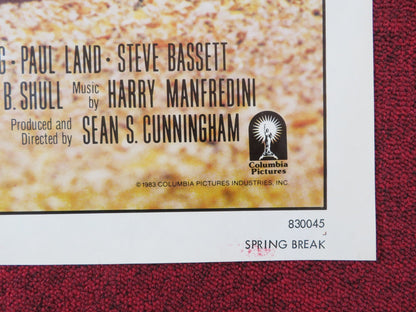 G · PAUL LAND · STEVE BASSETT
B. SHULL Music by HARRY MANFREDINI
Produced and Directed by SEAN S. CUNNINGHAM
Columbia
Pictures
© 1983 COLUMBIA PICTURES INDUSTRIES, INC.
830045
SPRING BREAK